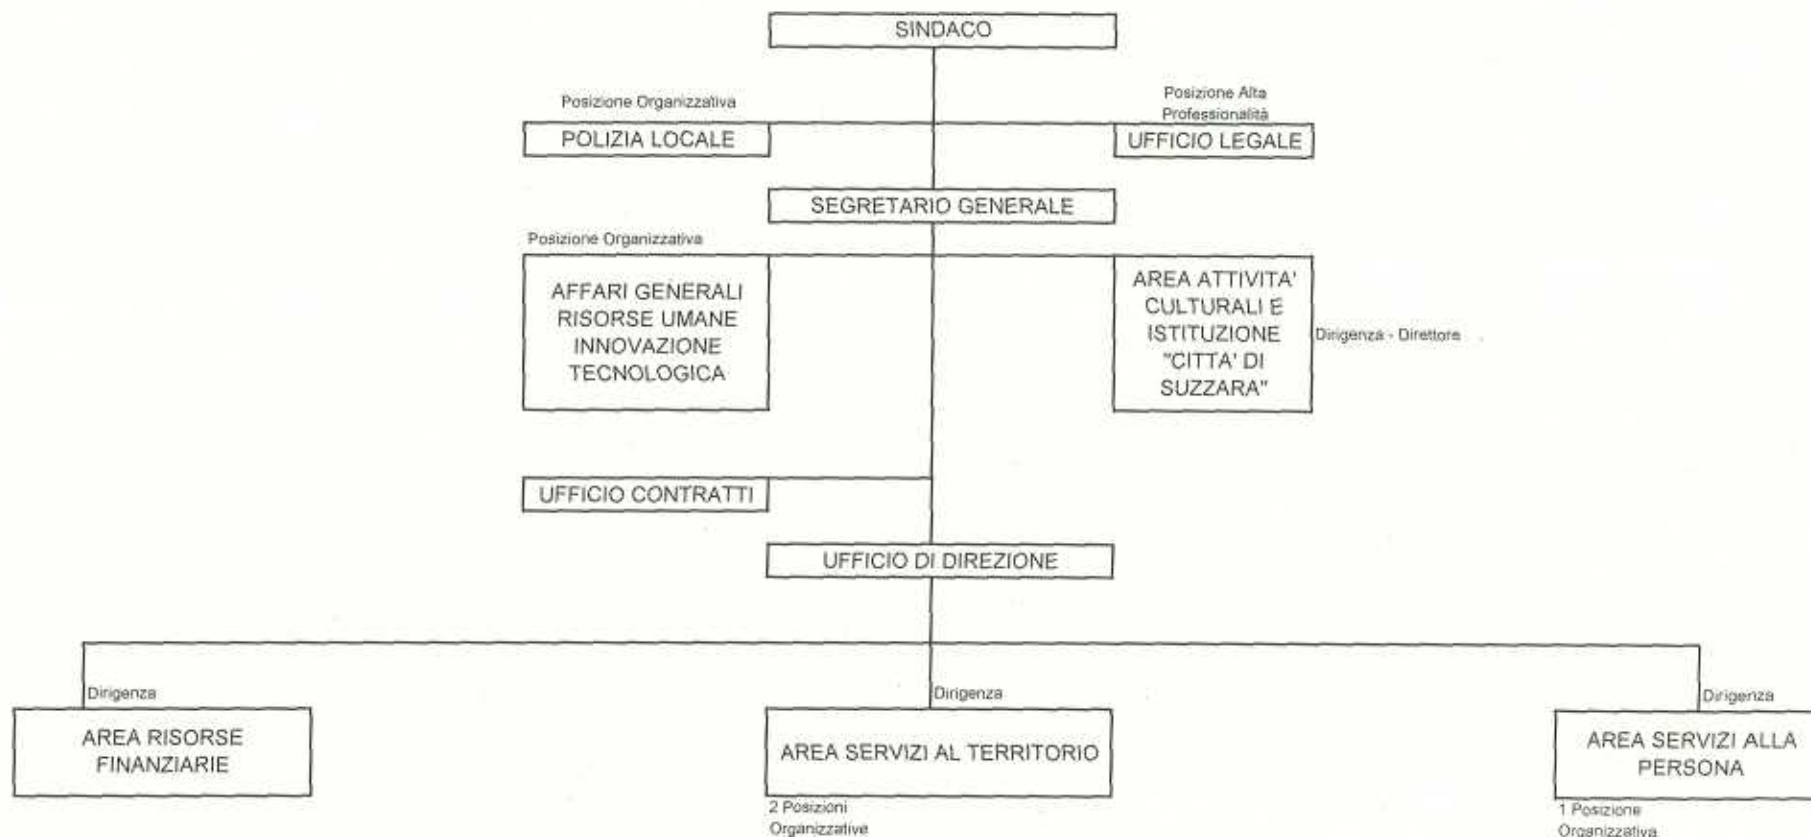 SINDACO
Posizione Organizzativa
POLIZIA LOCALE
Posizione Alta
Professionalità
UFFICIO LEGALE
SEGRETARIO GENERALE
Posizione Organizzativa
AFFARI GENERALI
RISORSE UMANE
INNOVAZIONE
TECNOLOGICA
AREA ATTIVITA'
CULTURALI E
ISTITUZIONE
"CITTA' DI
SUZZARA"
Dirigenza - Direttore
UFFICIO CONTRATTI
UFFICIO DI DIREZIONE
Dirigenza
AREA RISORSE
FINANZIARIE
Dirigenza
AREA SERVIZI AL TERRITORIO
2 Posizioni
Organizzative
Dirigenza
AREA SERVIZI ALLA
PERSONA
1 Posizione
Organizzativa